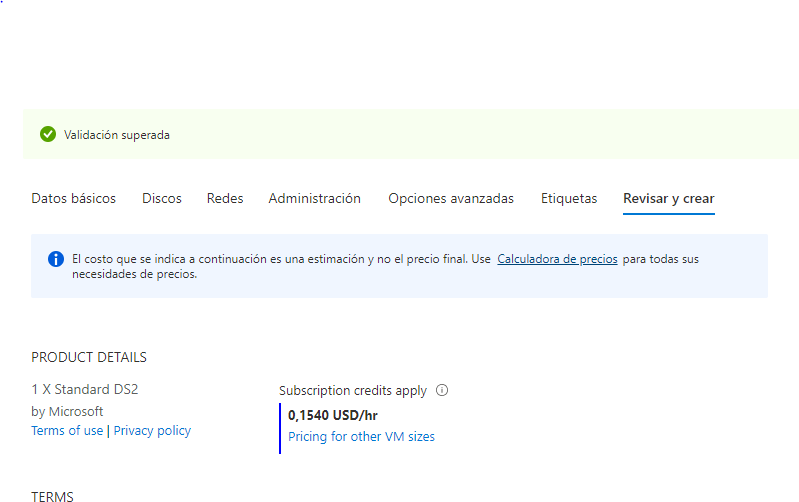 Validación superada
Datos básicos Discos Redes Administración Opciones avanzadas Etiquetas Revisar y crear
El costo que se indica a continuación es una estimación y no el precio final. Use Calculadora de precios para todas sus
necesidades de precios.
PRODUCT DETAILS
1 X Standard DS2
by Microsoft
Terms of use | Privacy policy
Subscription credits apply
0,1540 USD/hr
Pricing for other VM sizes
TERMS